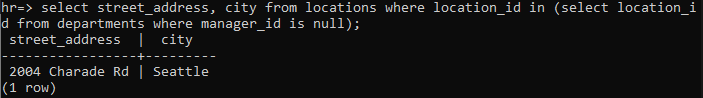 hr=> select street_address, city from locations where location_id in (select location_i
d from departments where manager_id is null);
 street_address  |  city
-----------------+---------
 2004 Charade Rd | Seattle
(1 row)